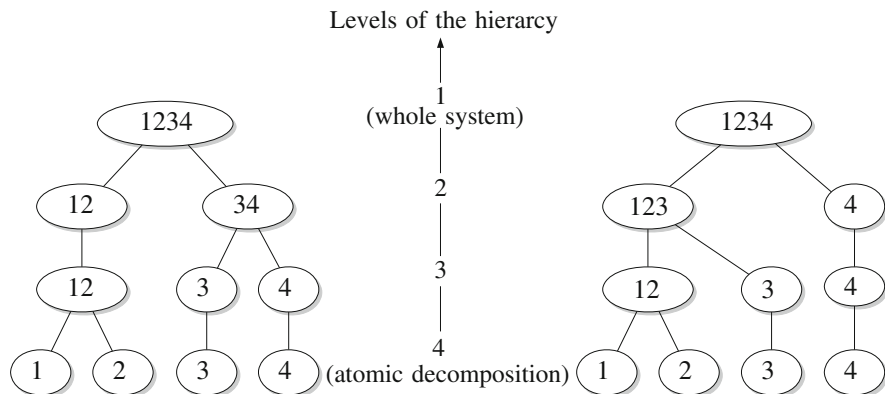 Levels of the hierarcy
1
(whole system)
1234 1234
12 34 2 123 4
12 3 4 3 12 3 4
4
1 2 3 4 (atomic decomposition) 1 2 3 4